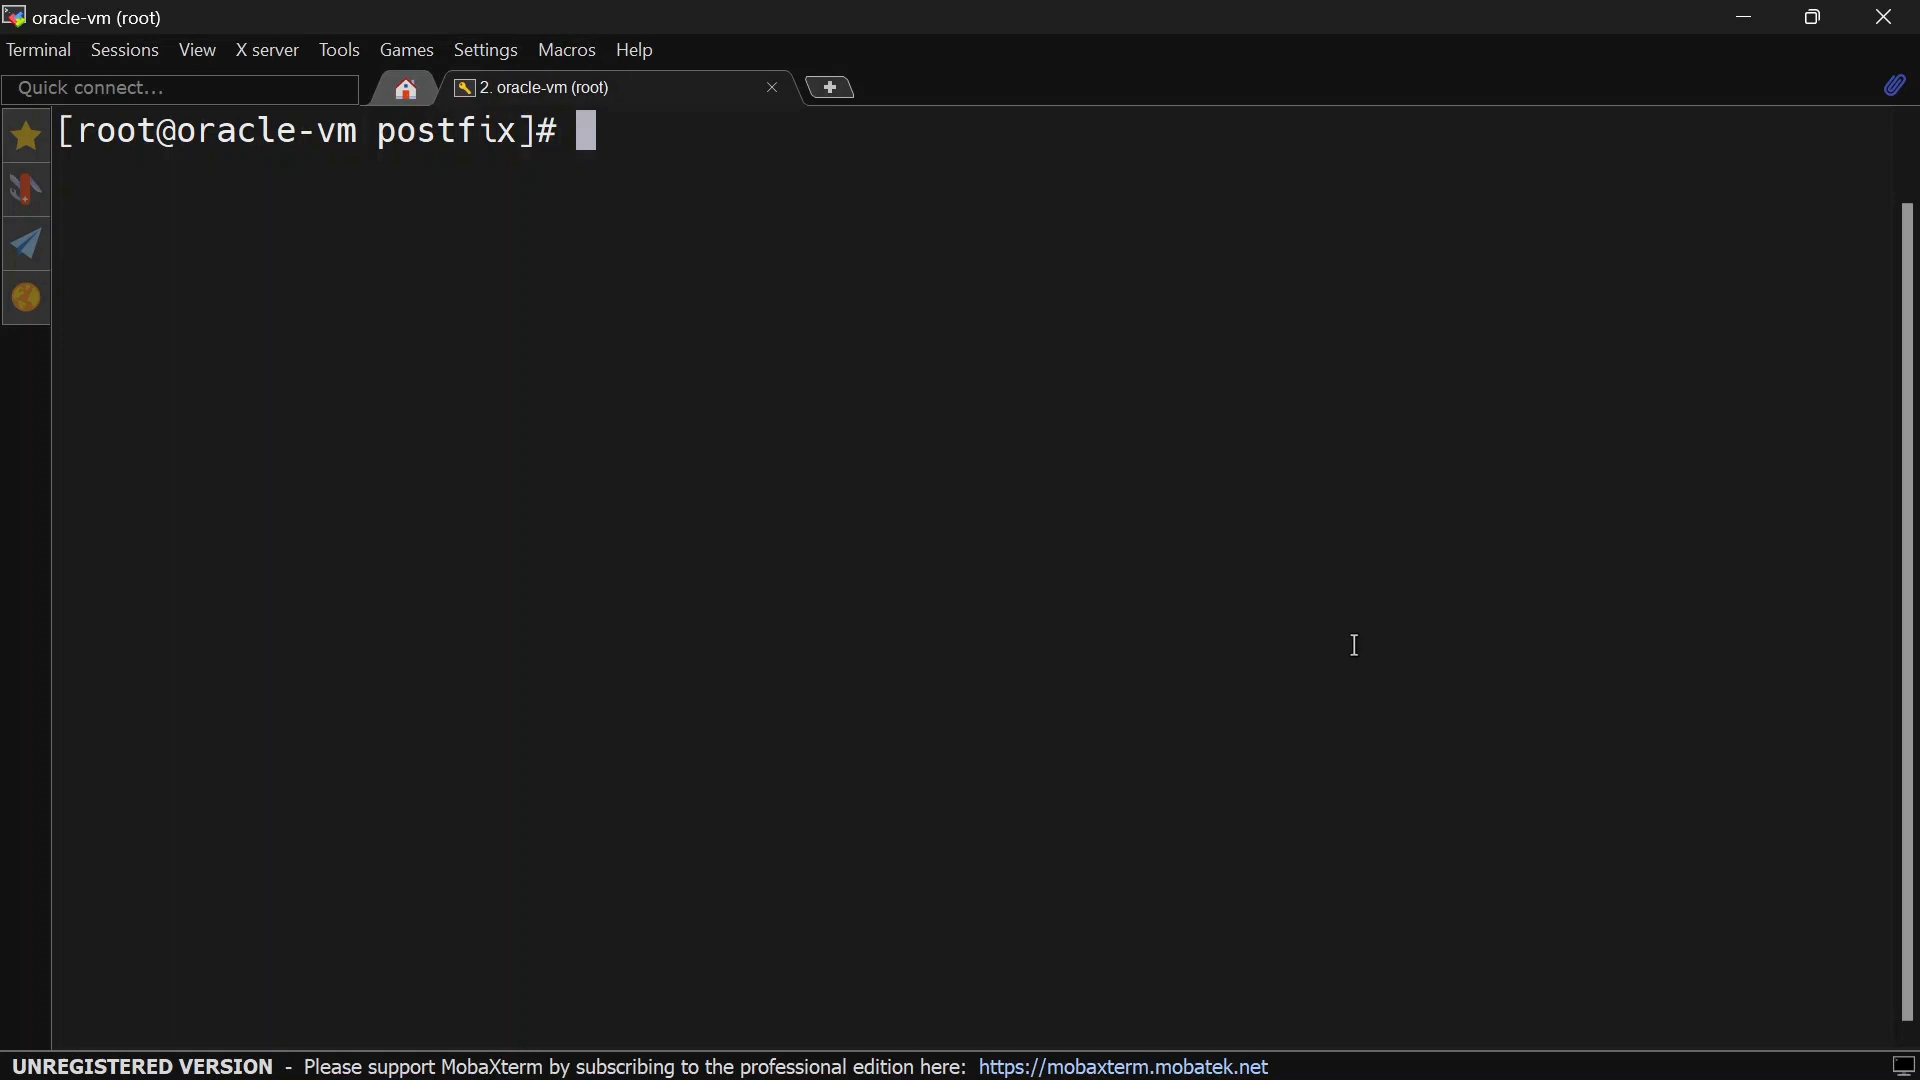 oracle-vm (root)
Terminal Sessions View X server Tools Games Settings Macros Help
Quick connect... 2. oracle-vm (root)
[root@oracle-vm postfix]#
UNREGISTERED VERSION - Please support MobaXterm by subscribing to the professional edition here: https://mobaxterm.mobatek.net